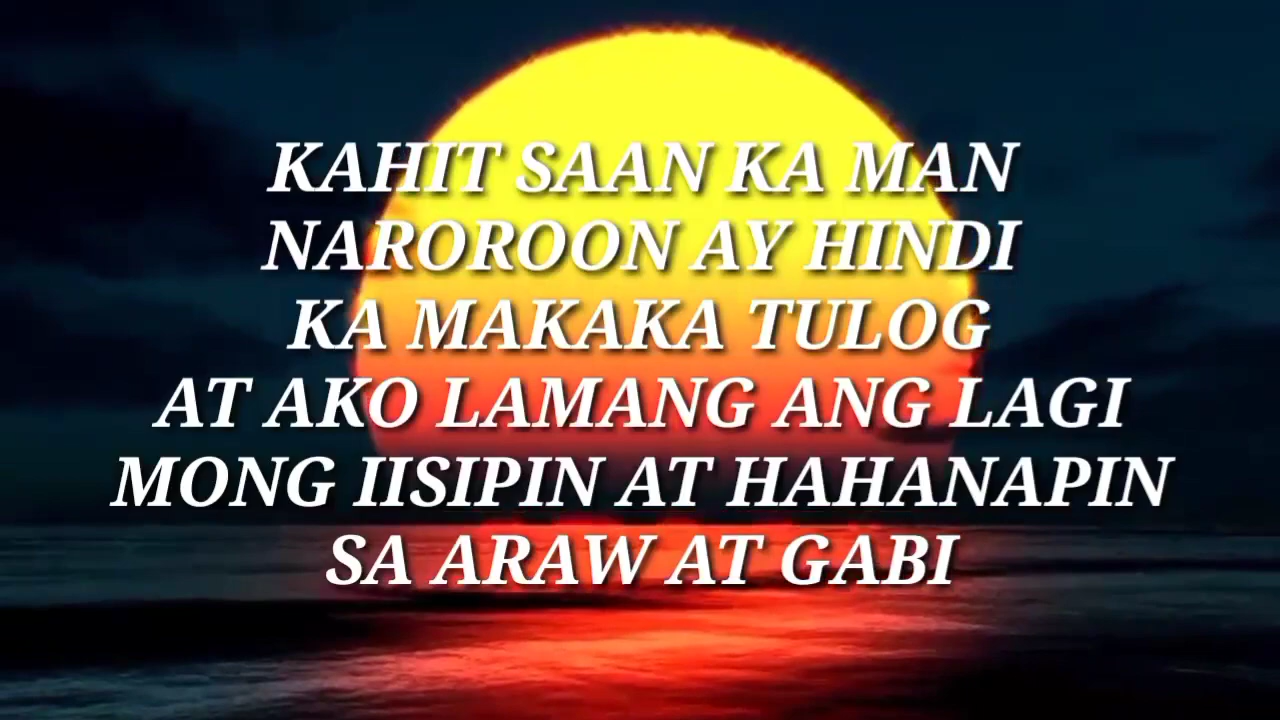 KAHIT SAAN KA MAN
NAROROON AY HINDI
KA MAKAKA TULOG
AT AKO LAMANG ANG LAGI
MONG IISIPIN AT HAHANAPIN
SA ARAW AT GABI